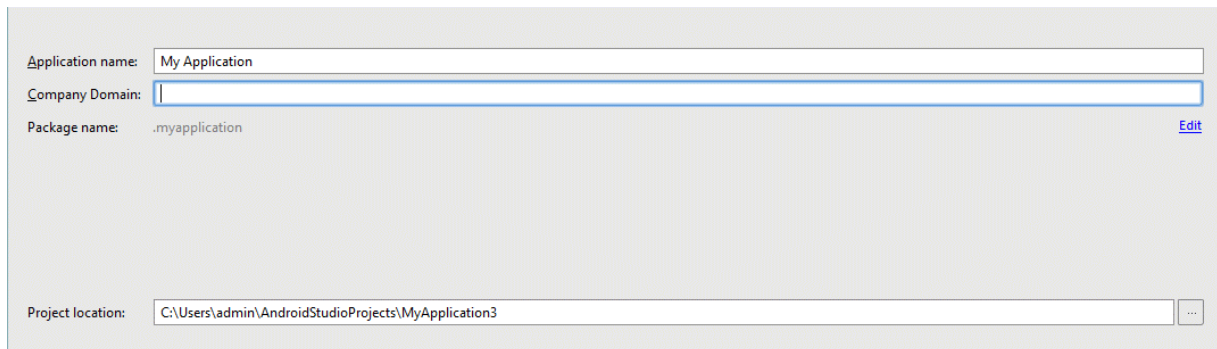 Application name: My Application
Company Domain:
Package name: .myapplication Edit
Project location: C:\Users\admin\AndroidStudioProjects\MyApplication3 ...